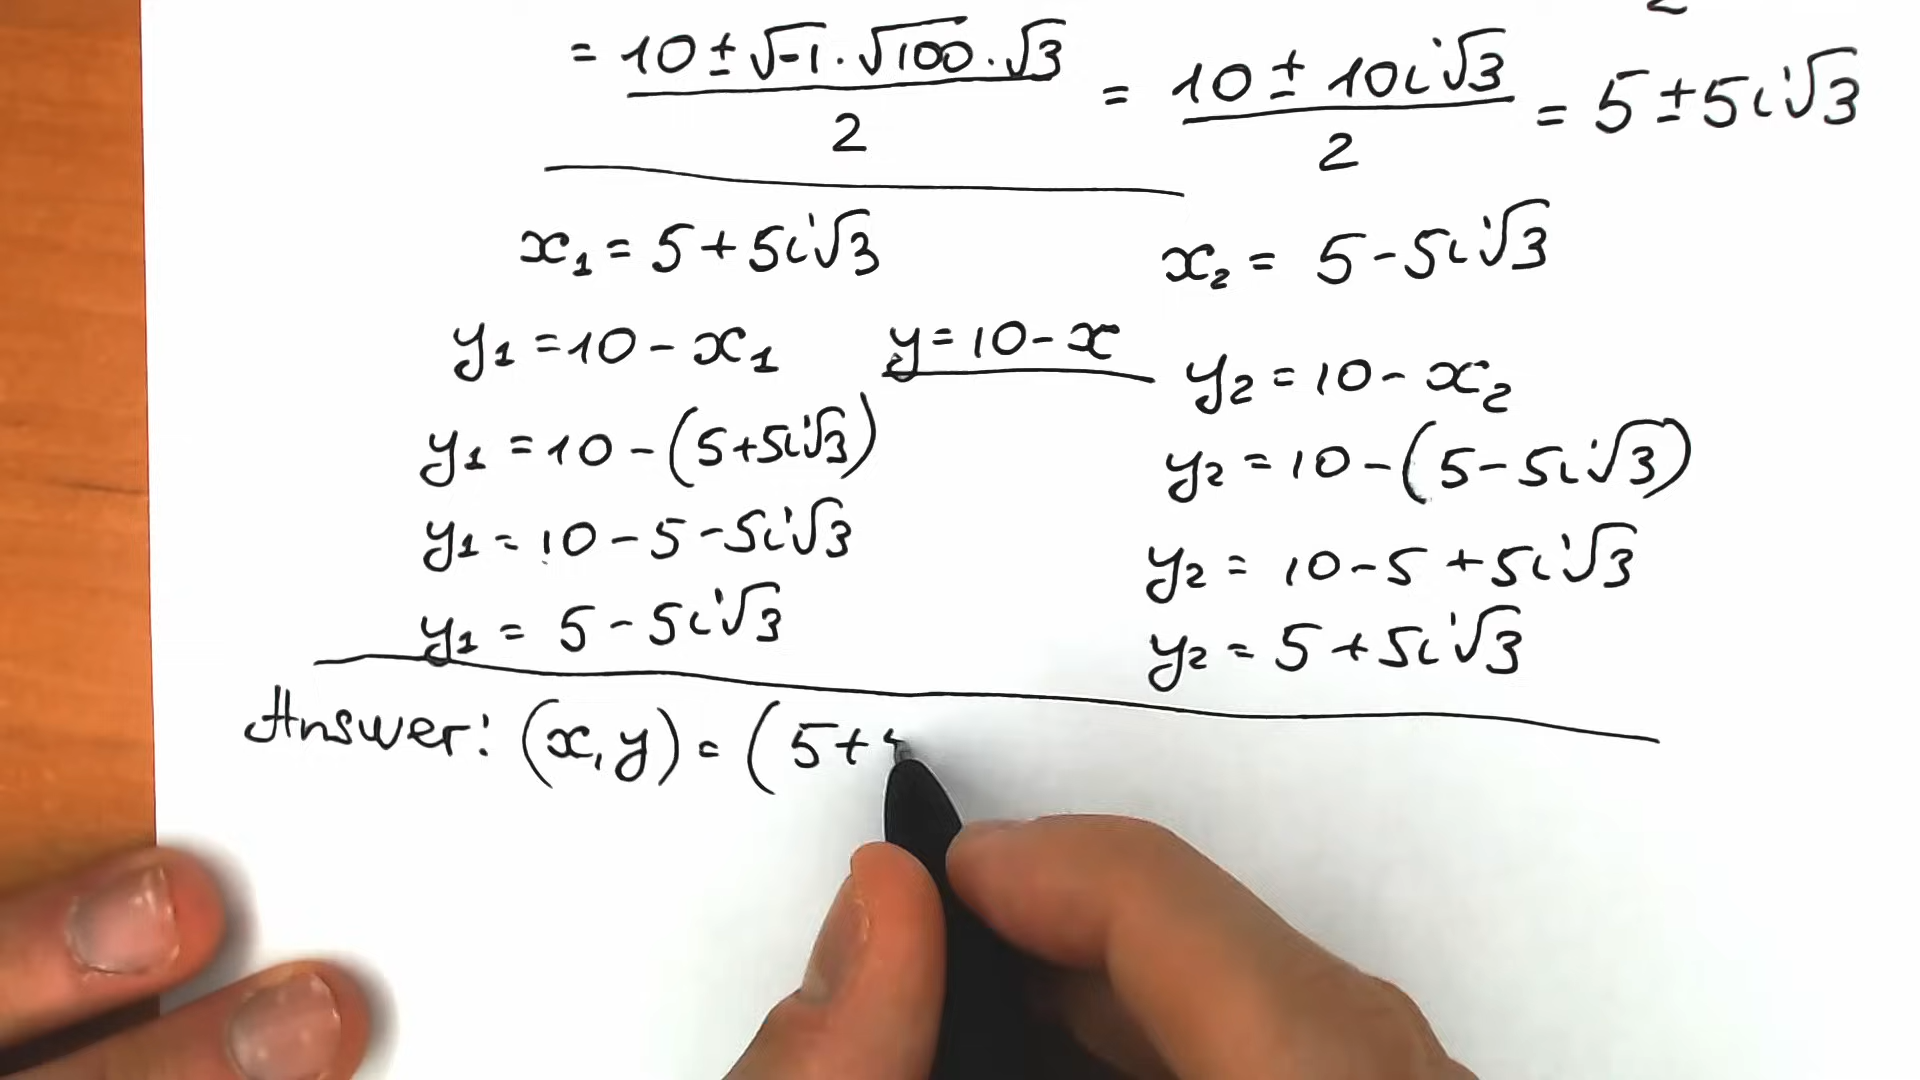 = (10 ± √-1 · √100 · √3) / 2 = (10 ± 10i√3) / 2 = 5 ± 5i√3
x₁ = 5 + 5i√3
x₂ = 5 - 5i√3
y₁ = 10 - x₁
y = 10 - x
y₂ = 10 - x₂
y₁ = 10 - (5+5i√3)
y₂ = 10 - (5 - 5i√3)
y₁ = 10 - 5 - 5i√3
y₂ = 10 - 5 + 5i√3
y₁ = 5 - 5i√3
y₂ = 5 + 5i√3
Answer: (x, y) = ( 5 +